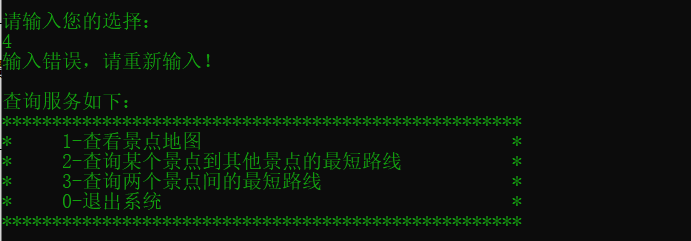 请输入您的选择：
4
输入错误，请重新输入！
查询服务如下：
****************************************************
*     1-查看景点地图                               *
*     2-查询某个景点到其他景点的最短路线           *
*     3-查询两个景点间的最短路线                   *
*     0-退出系统                                   *
****************************************************